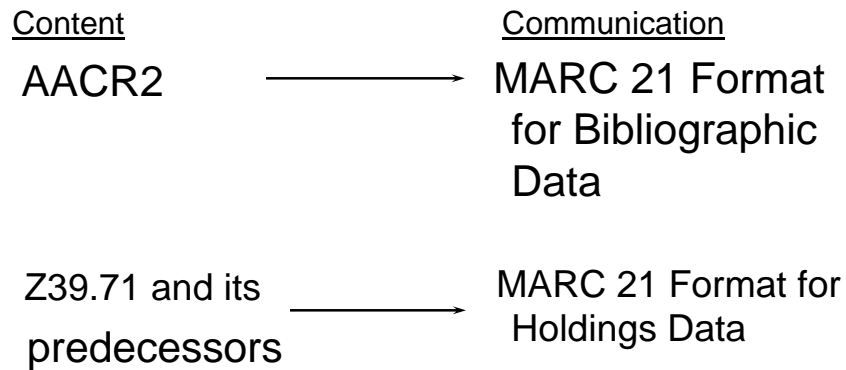 Content
Communication
AACR2
MARC 21 Format
for Bibliographic
Data
Z39.71 and its
predecessors
MARC 21 Format for
Holdings Data